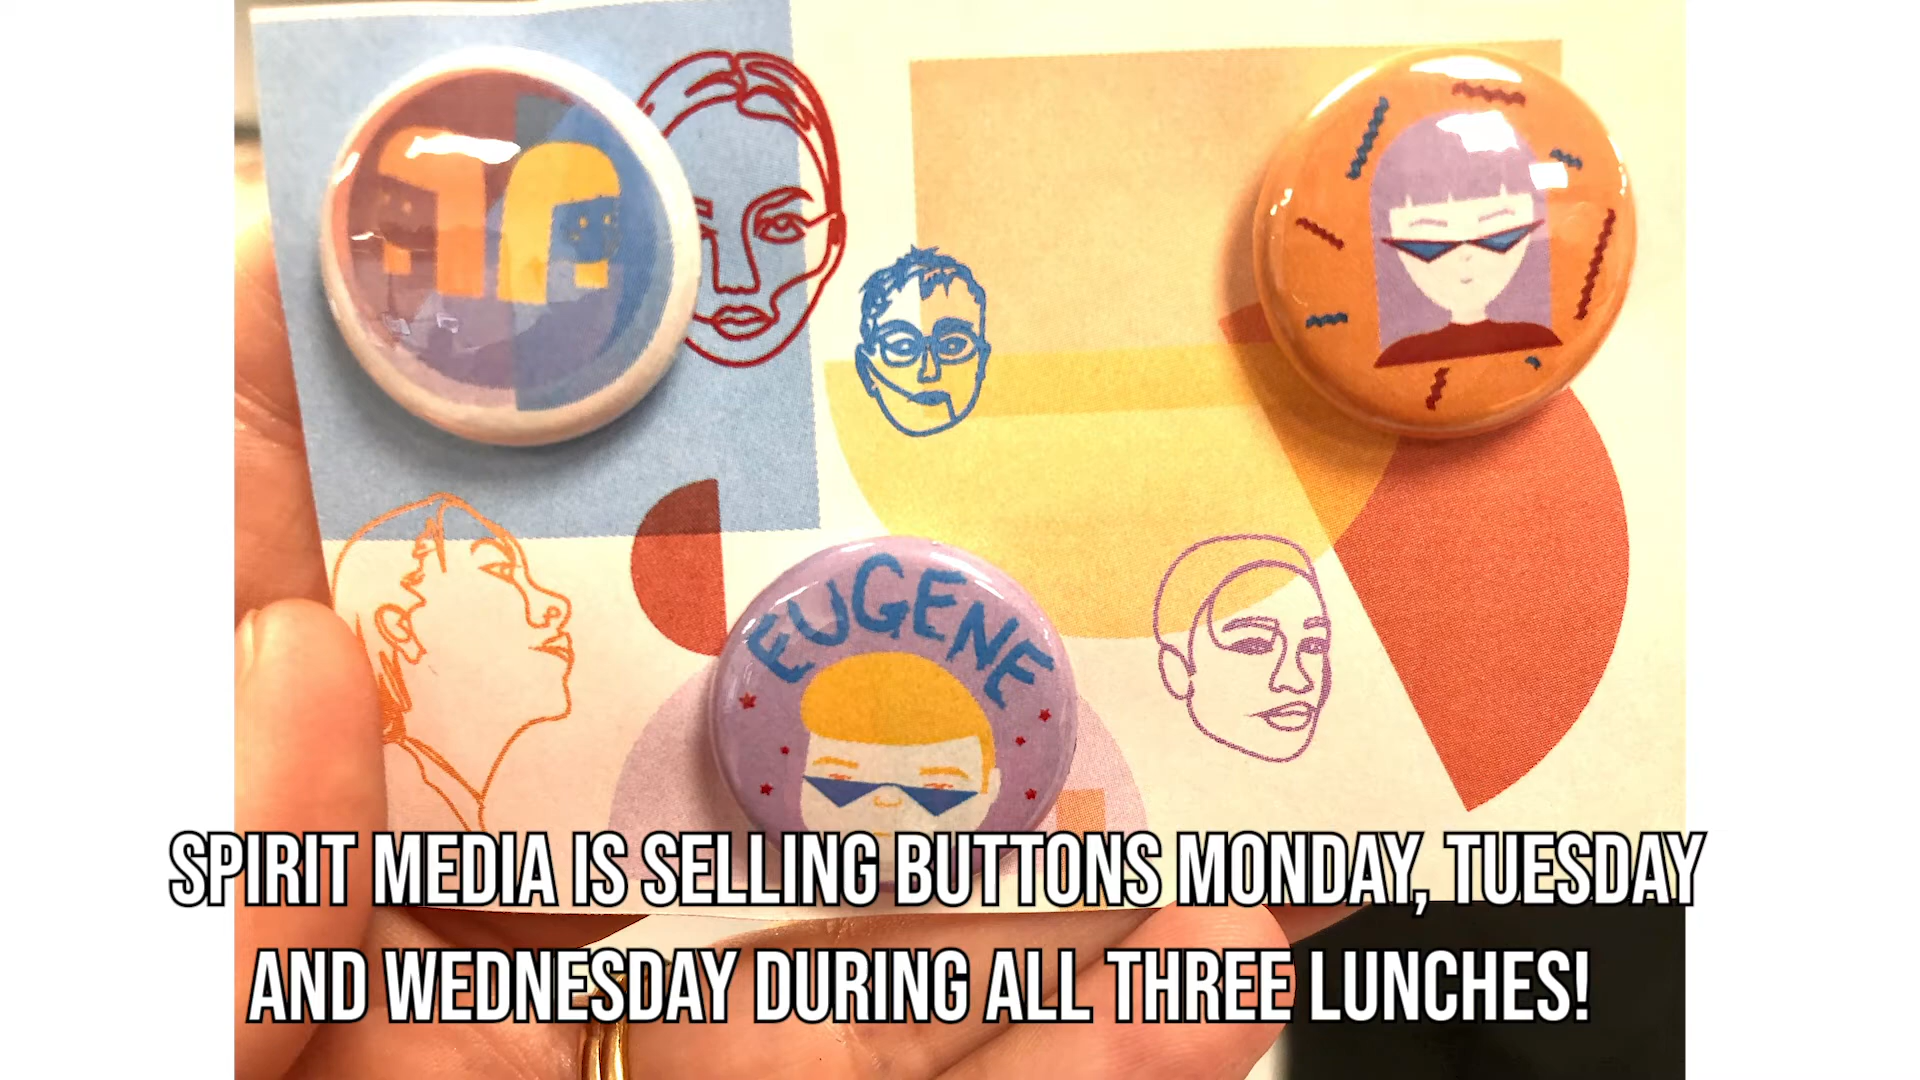 EUGENE
SPIRIT MEDIA IS SELLING BUTTONS MONDAY, TUESDAY
AND WEDNESDAY DURING ALL THREE LUNCHES!